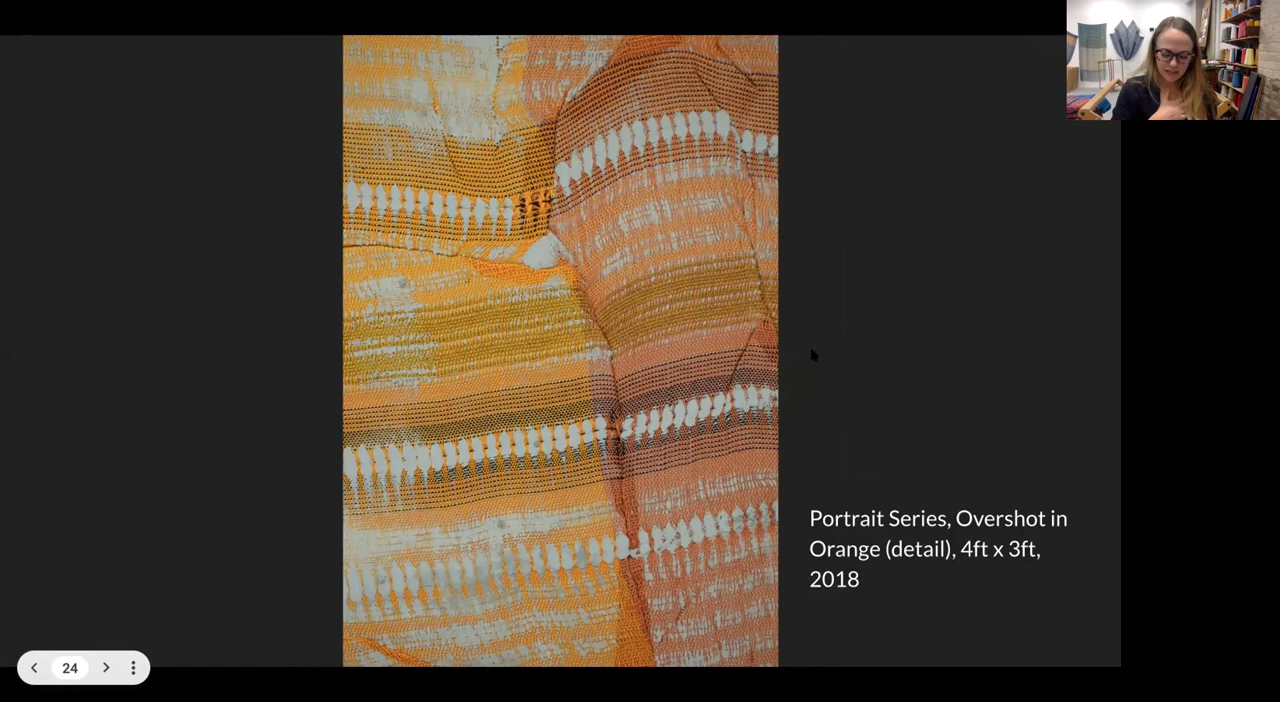 Portrait Series, Overshot in
Orange (detail), 4ft x 3ft,
2018
24